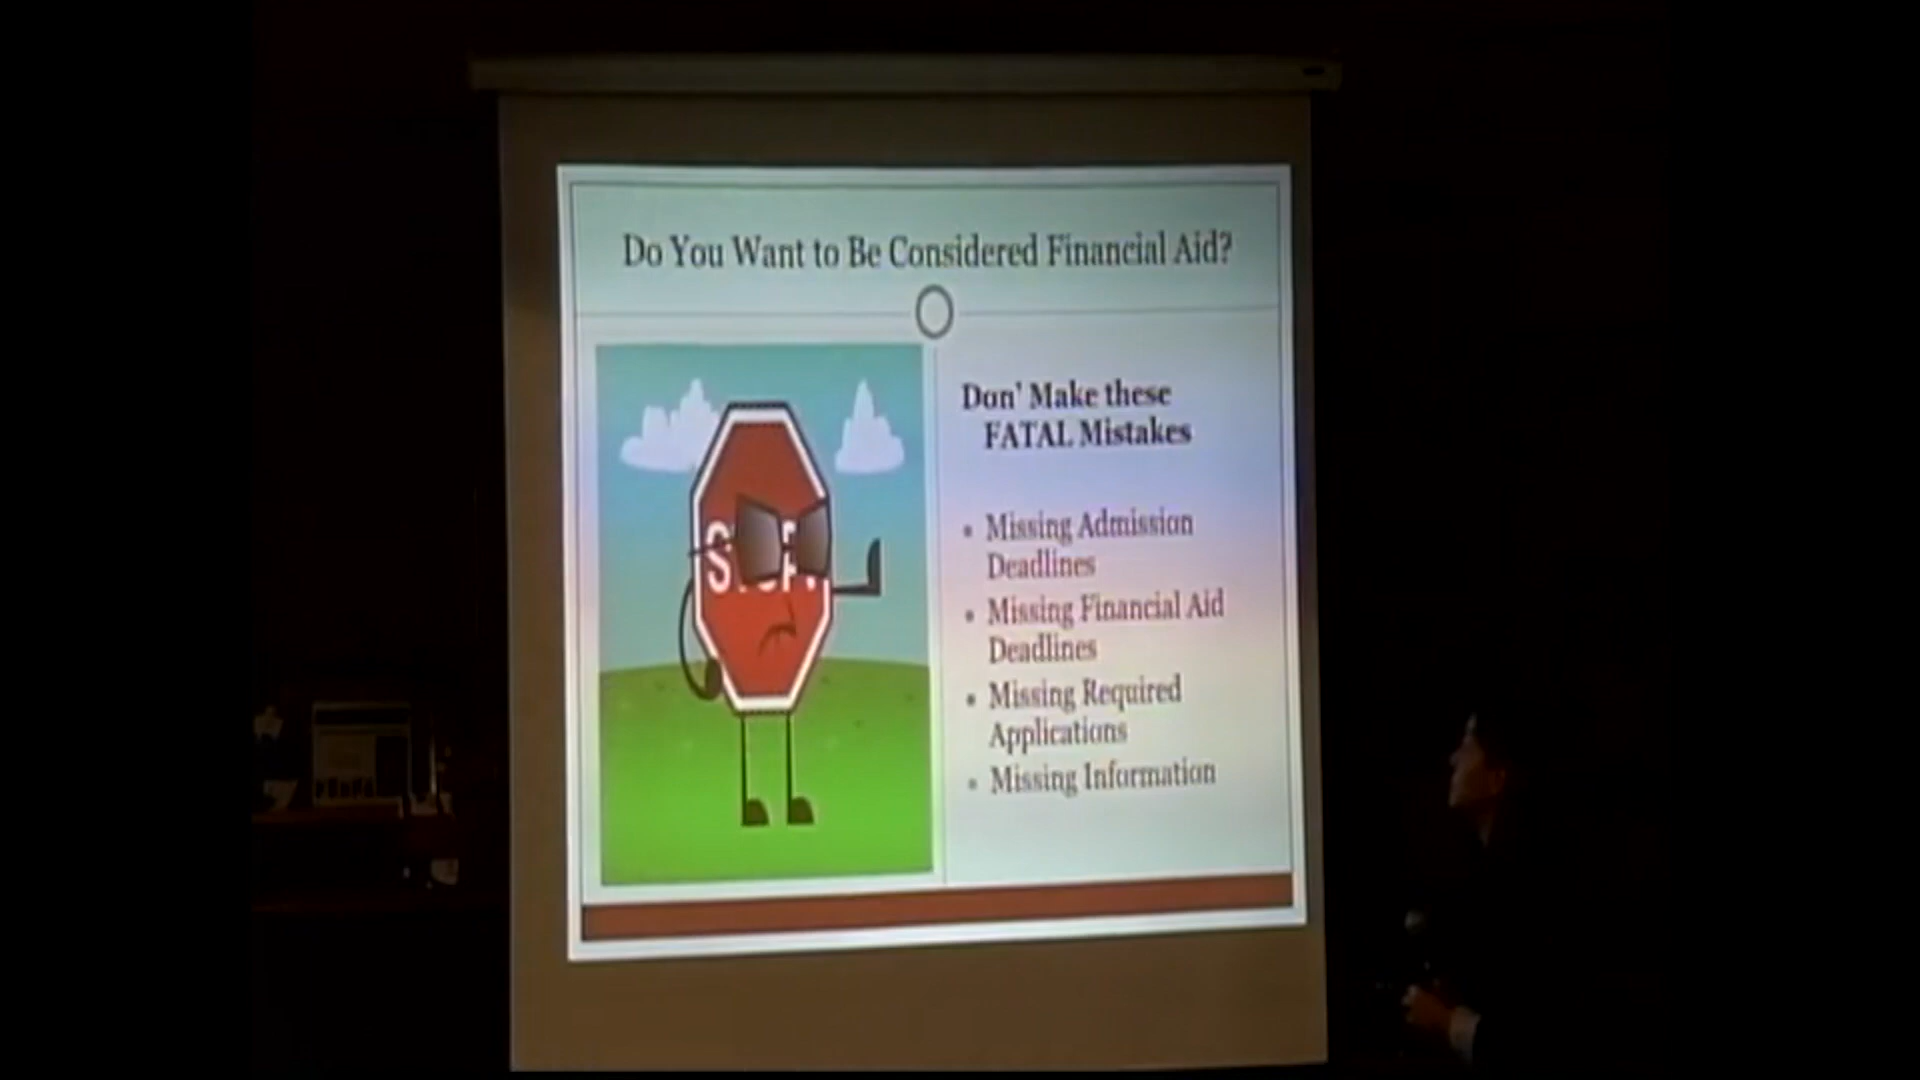 Do You Want to Be Considered Financial Aid?
Don' Make these
FATAL Mistakes
• Missing Admission
Deadlines
• Missing Financial Aid
Deadlines
• Missing Required
Applications
• Missing Information